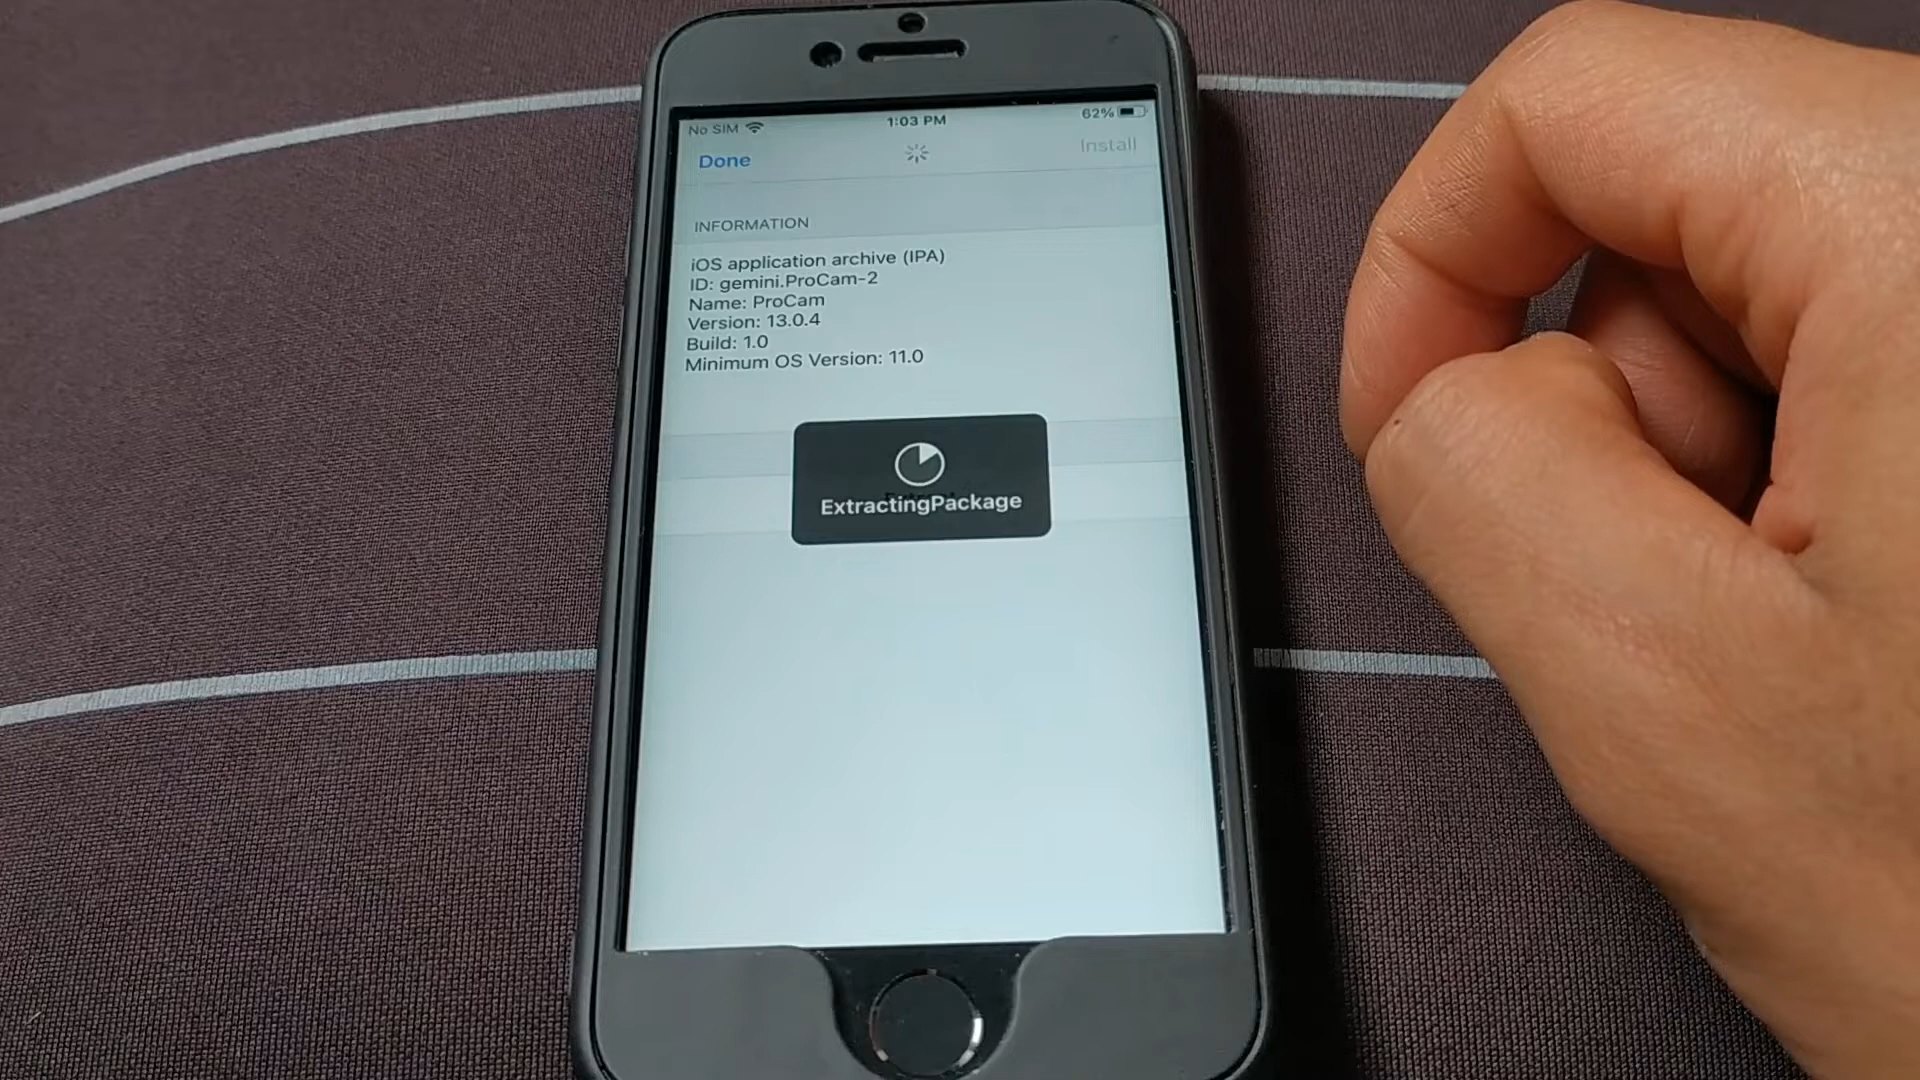 No SIM 1:03 PM 62%
Done Install
INFORMATION
iOS application archive (IPA)
ID: gemini.ProCam-2
Name: ProCam
Version: 13.0.4
Build: 1.0
Minimum OS Version: 11.0
ExtractingPackage